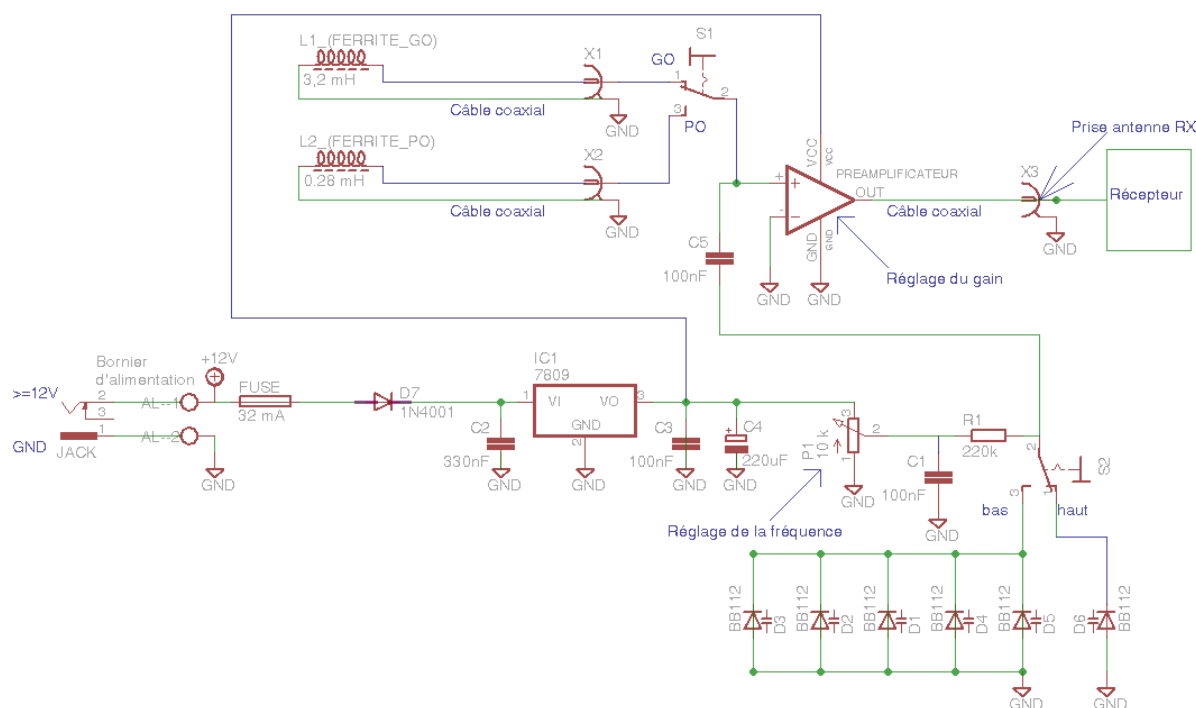 S1
L1_(FERRITE_GO)
3,2 mH
X1
GO
1
2
3
PO
Câble coaxial
GND
L2_(FERRITE_PO)
0.28 mH
X2
Câble coaxial
GND
Prise antenne RX
VCC
VCC
PREAMPLIFICATEUR
+
+
-
-
OUT
Câble coaxial
X3
Récepteur
GND
GND
GND
GND
GND
C5
100nF
Réglage du gain
Bornier
d'alimentation
+12V
>=12V
2
3
AL--1
FUSE
32 mA
D7
1N4001
IC1
7809
1
VI
VO
3
GND
2
GND
1
JACK
AL--2
GND
C2
330nF
GND
GND
C3
100nF
GND
+
C4
220uF
GND
P1
10 k
3
2
1
GND
C1
100nF
GND
R1
220k
2
3
1
S2
bas
haut
Réglage de la fréquence
BB112
D3
BB112
D2
BB112
D1
BB112
D4
BB112
D5
D6
BB112
GND
GND